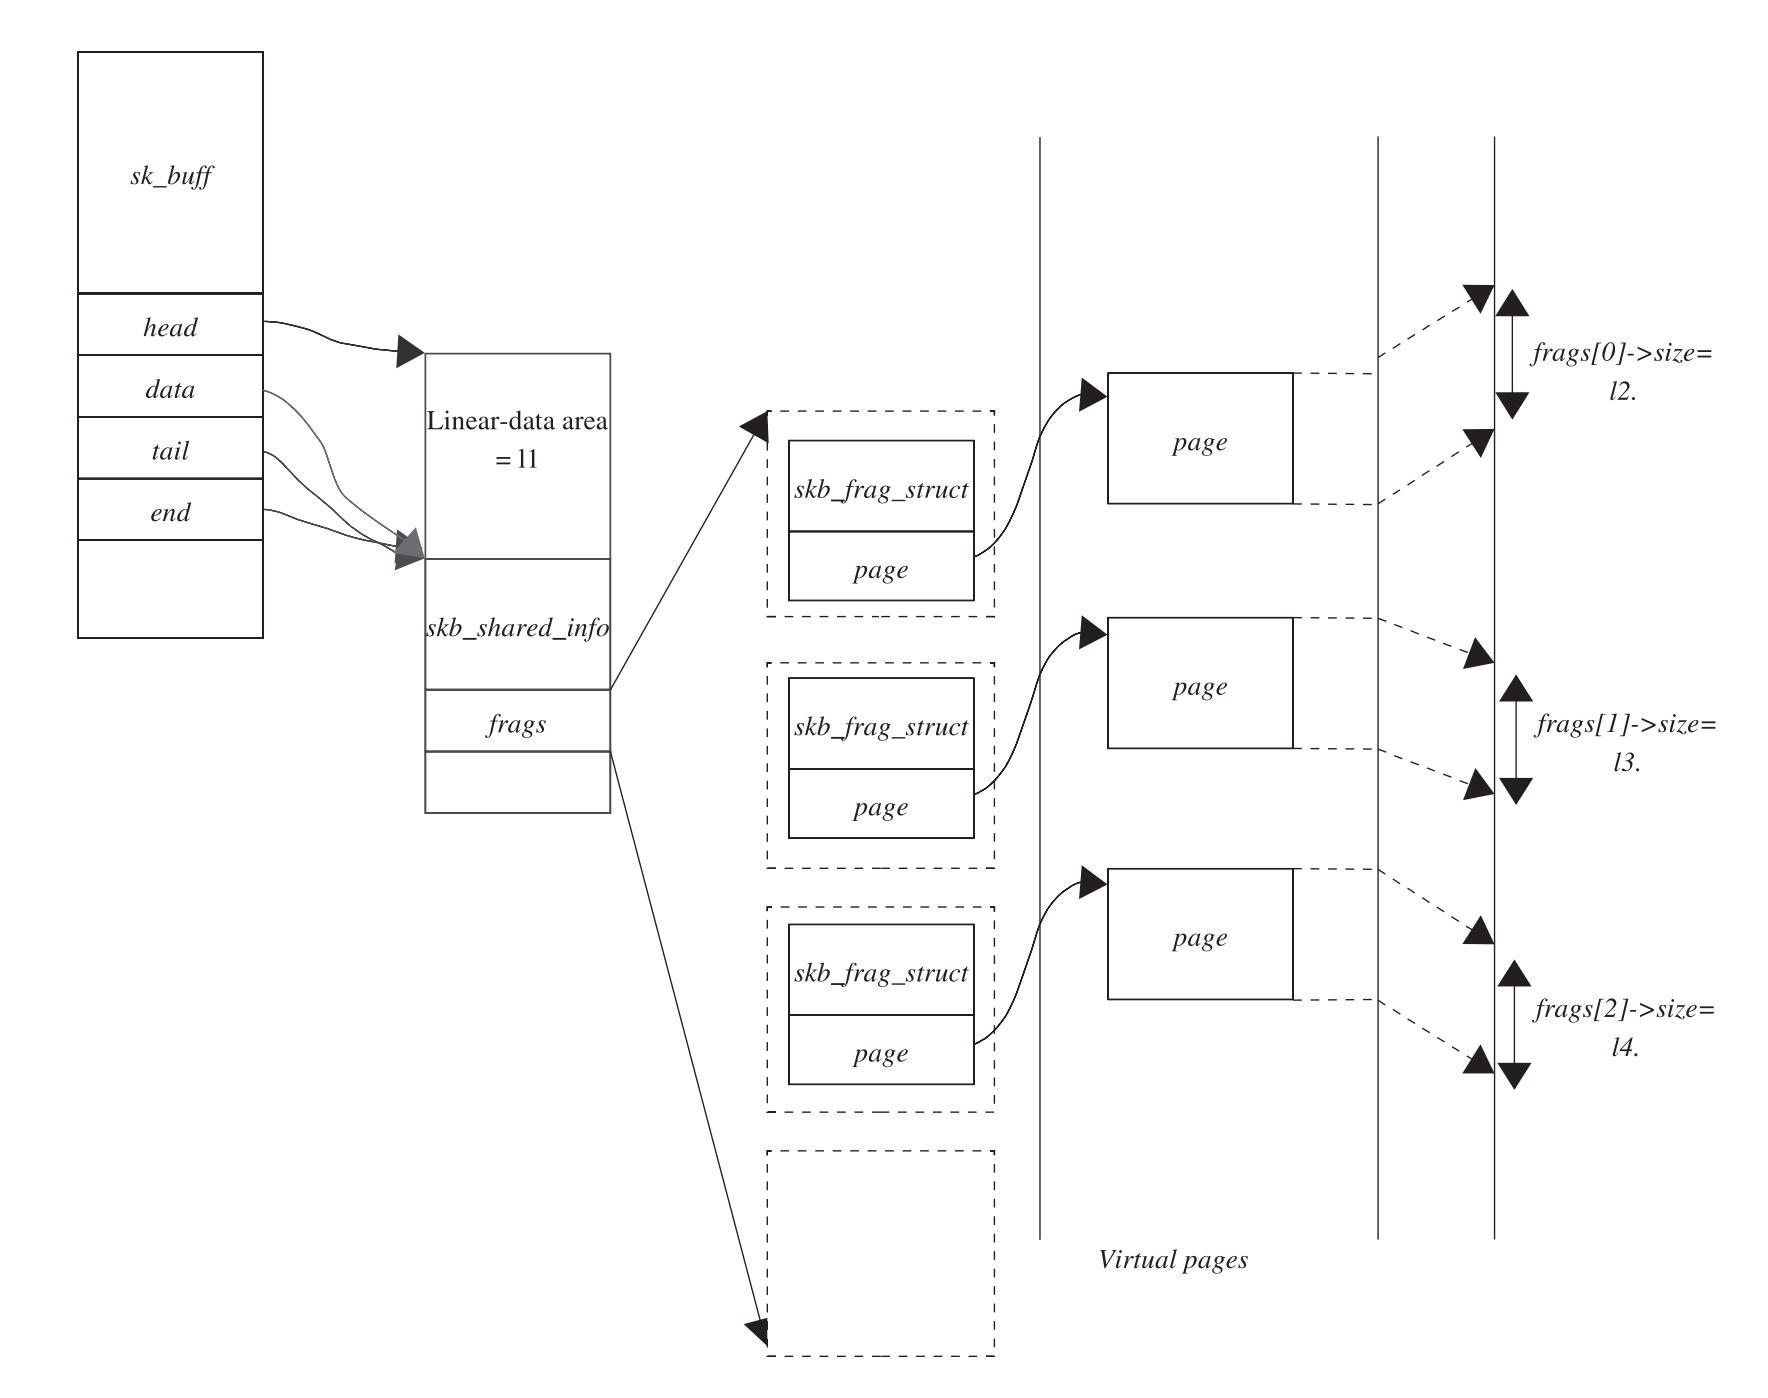 sk_buff
head
data
tail
end
Linear-data area
= l1
skb_shared_info
frags
skb_frag_struct
page
skb_frag_struct
page
skb_frag_struct
page
page
page
page
Virtual pages
frags[0]->size=
l2.
frags[1]->size=
l3.
frags[2]->size=
l4.